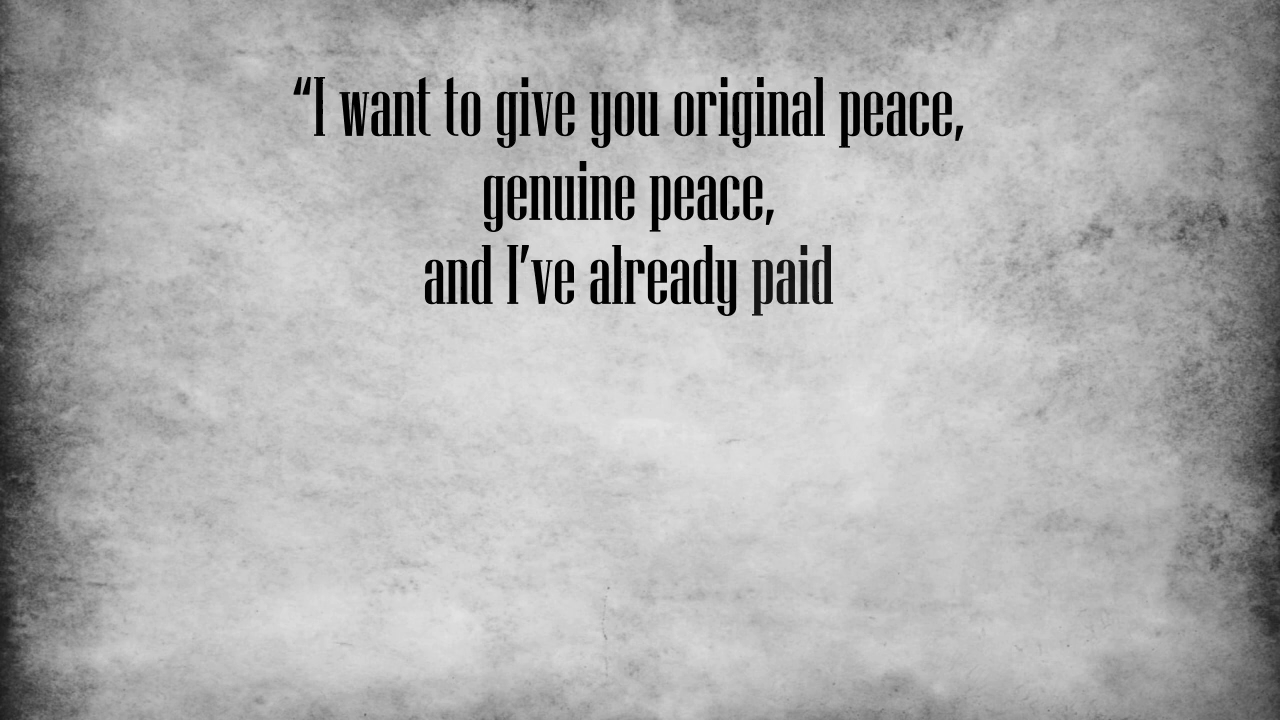 “I want to give you original peace,
genuine peace,
and I’ve already paid